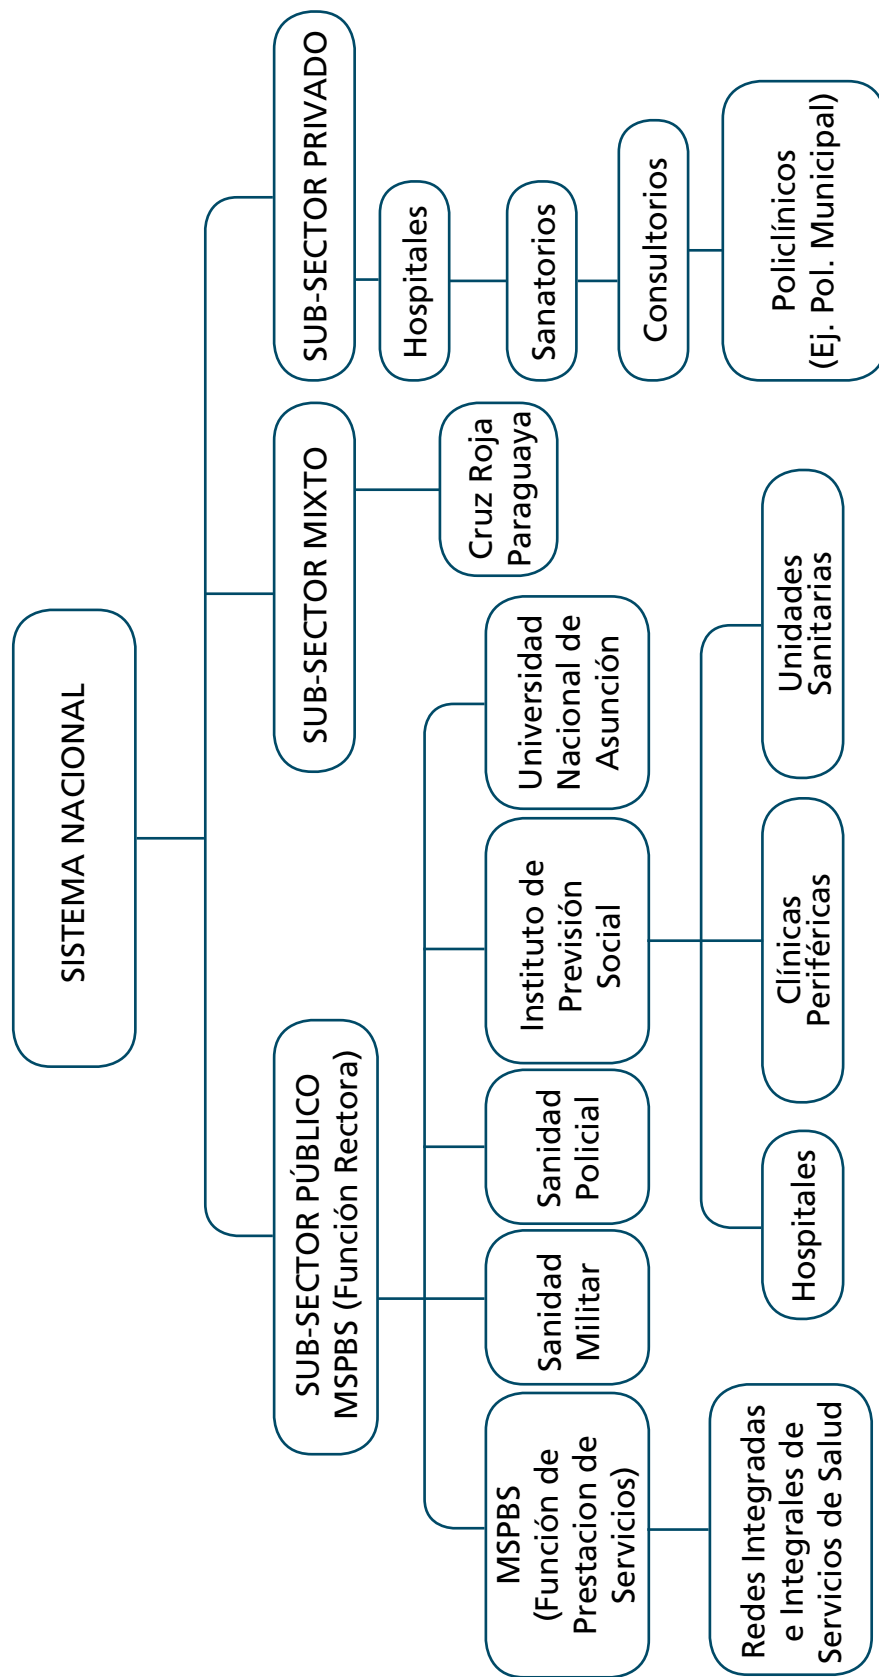 SISTEMA NACIONAL
SUB-SECTOR PÚBLICO
MSPBS (Función Rectora)
SUB-SECTOR MIXTO
SUB-SECTOR PRIVADO
MSPBS
(Función de
Prestacion de
Servicios)
Sanidad
Militar
Sanidad
Policial
Instituto de
Previsión
Social
Universidad
Nacional de
Asunción
Cruz Roja
Paraguaya
Hospitales
Sanatorios
Consultorios
Policlínicos
(Ej. Pol. Municipal)
Redes Integradas
e Integrales de
Servicios de Salud
Hospitales
Clínicas
Periféricas
Unidades
Sanitarias